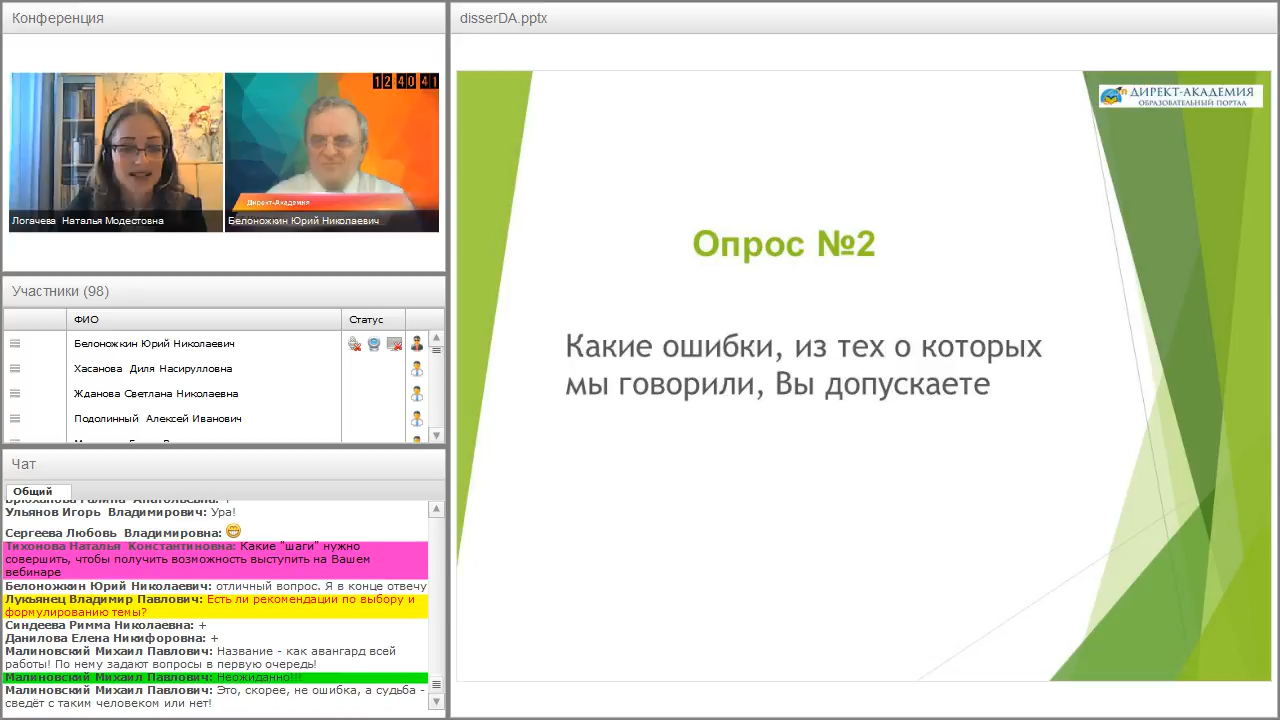 Конференция
12 40 41
Директ-Академия
Логачева Наталья Модестовна
Белоножкин Юрий Николаевич
Участники (98)
ФИО
Статус
Белоножкин Юрий Николаевич
Хасанова Диля Насирулловна
Жданова Светлана Николаевна
Подолинный Алексей Иванович
Чат
Общий
Ульянов Игорь Владимирович: Ура!
Сергеева Любовь Владимировна:
Тихонова Наталья Константиновна: Какие "шаги" нужно
совершить, чтобы получить возможность выступить на Вашем
вебинаре
Белоножкин Юрий Николаевич: отличный вопрос. Я в конце отвечу
Лукьянец Владимир Павлович: Есть ли рекомендации по выбору и
формулированию темы?
Синдеева Римма Николаевна: +
Данилова Елена Никифоровна: +
Малиновский Михаил Павлович: Название - как авангард всей
работы! По нему задают вопросы в первую очередь!
Малиновский Михаил Павлович: Неожиданно!!!
Малиновский Михаил Павлович: Это, скорее, не ошибка, а судьба -
сведёт с таким человеком или нет!
disserDA.pptx
ДИРЕКТ-АКАДЕМИЯ
ОБРАЗОВАТЕЛЬНЫЙ ПОРТАЛ
Опрос №2
Какие ошибки, из тех о которых
мы говорили, Вы допускаете